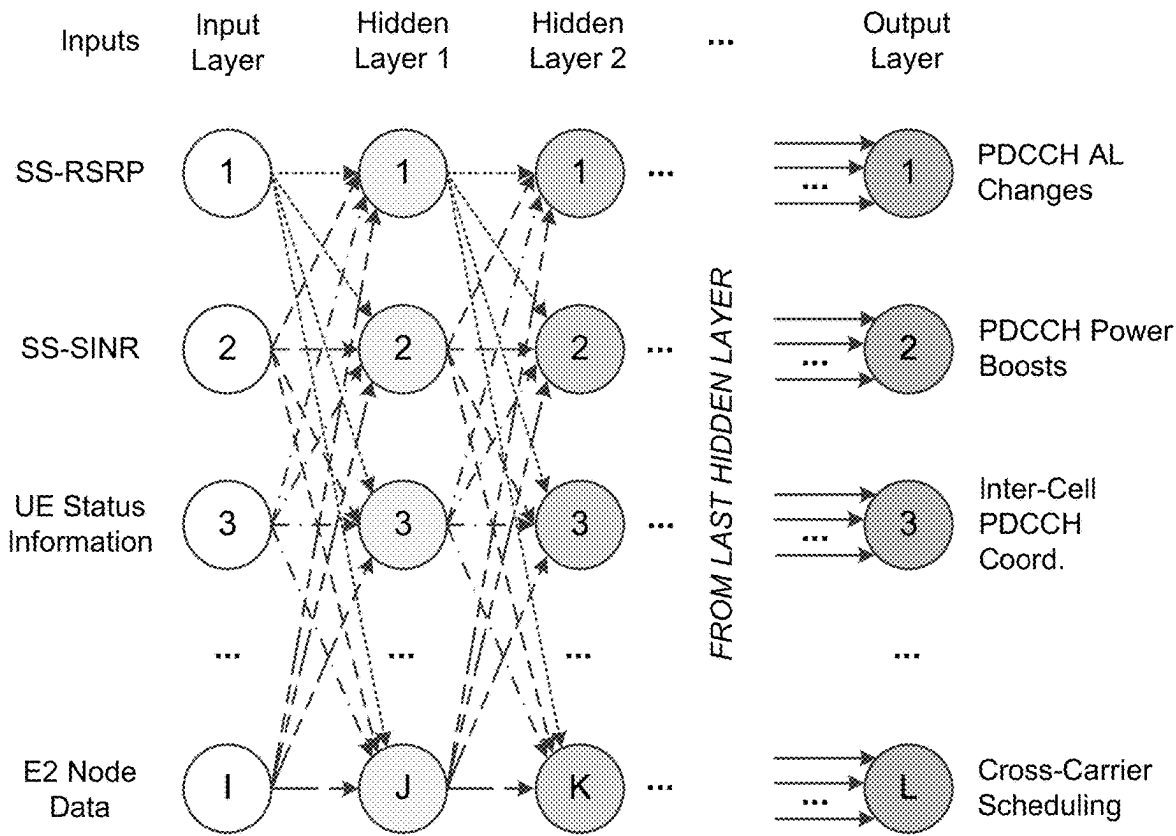 Inputs
Input
Layer
Hidden
Layer 1
Hidden
Layer 2
...
Output
Layer
SS-RSRP
1
1
1
...
...
1
PDCCH AL
Changes
SS-SINR
2
2
2
...
...
2
PDCCH Power
Boosts
UE Status
Information
3
3
3
...
...
3
Inter-Cell
PDCCH
Coord.
FROM LAST HIDDEN LAYER
...
...
...
...
E2 Node
Data
I
J
K
...
...
L
Cross-Carrier
Scheduling